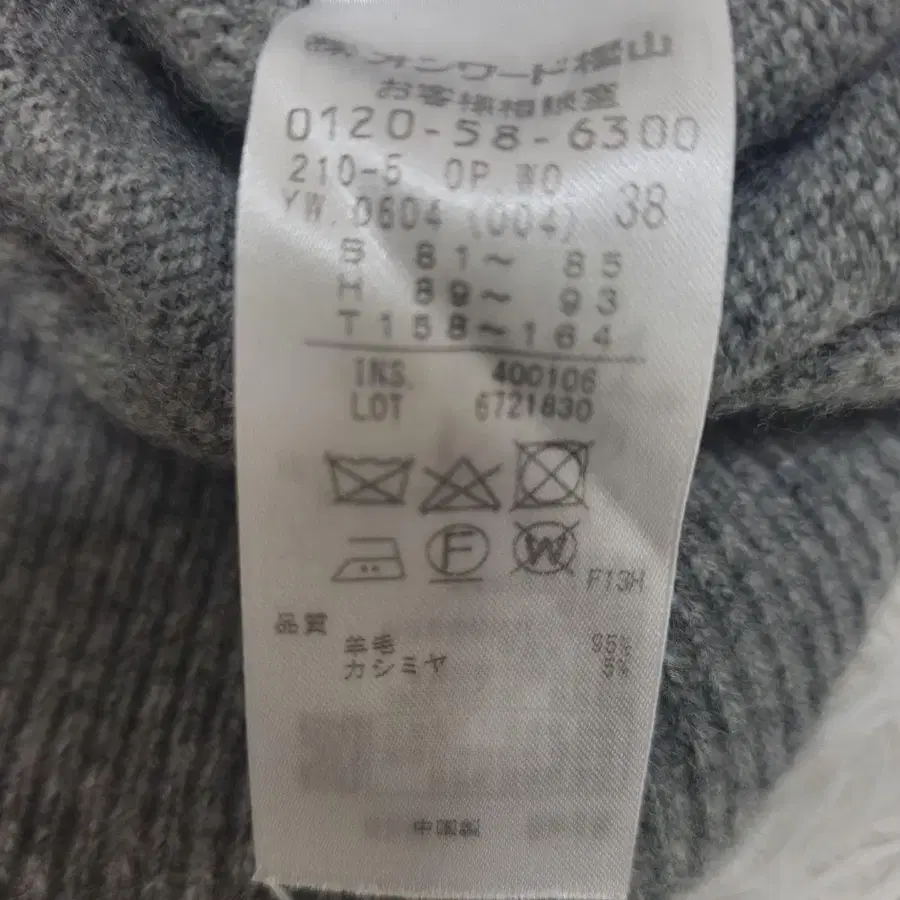 ㈱オンワード樫山
お客様相談室
0120-58-6300
210-5 OP.WO
YW.0604 (004) 38
B 81～ 85
H 89～ 93
T158～164
INS. 400106
LOT 6721830
F
W
F13H
品質
羊毛 95%
カシミヤ 5%
中国製